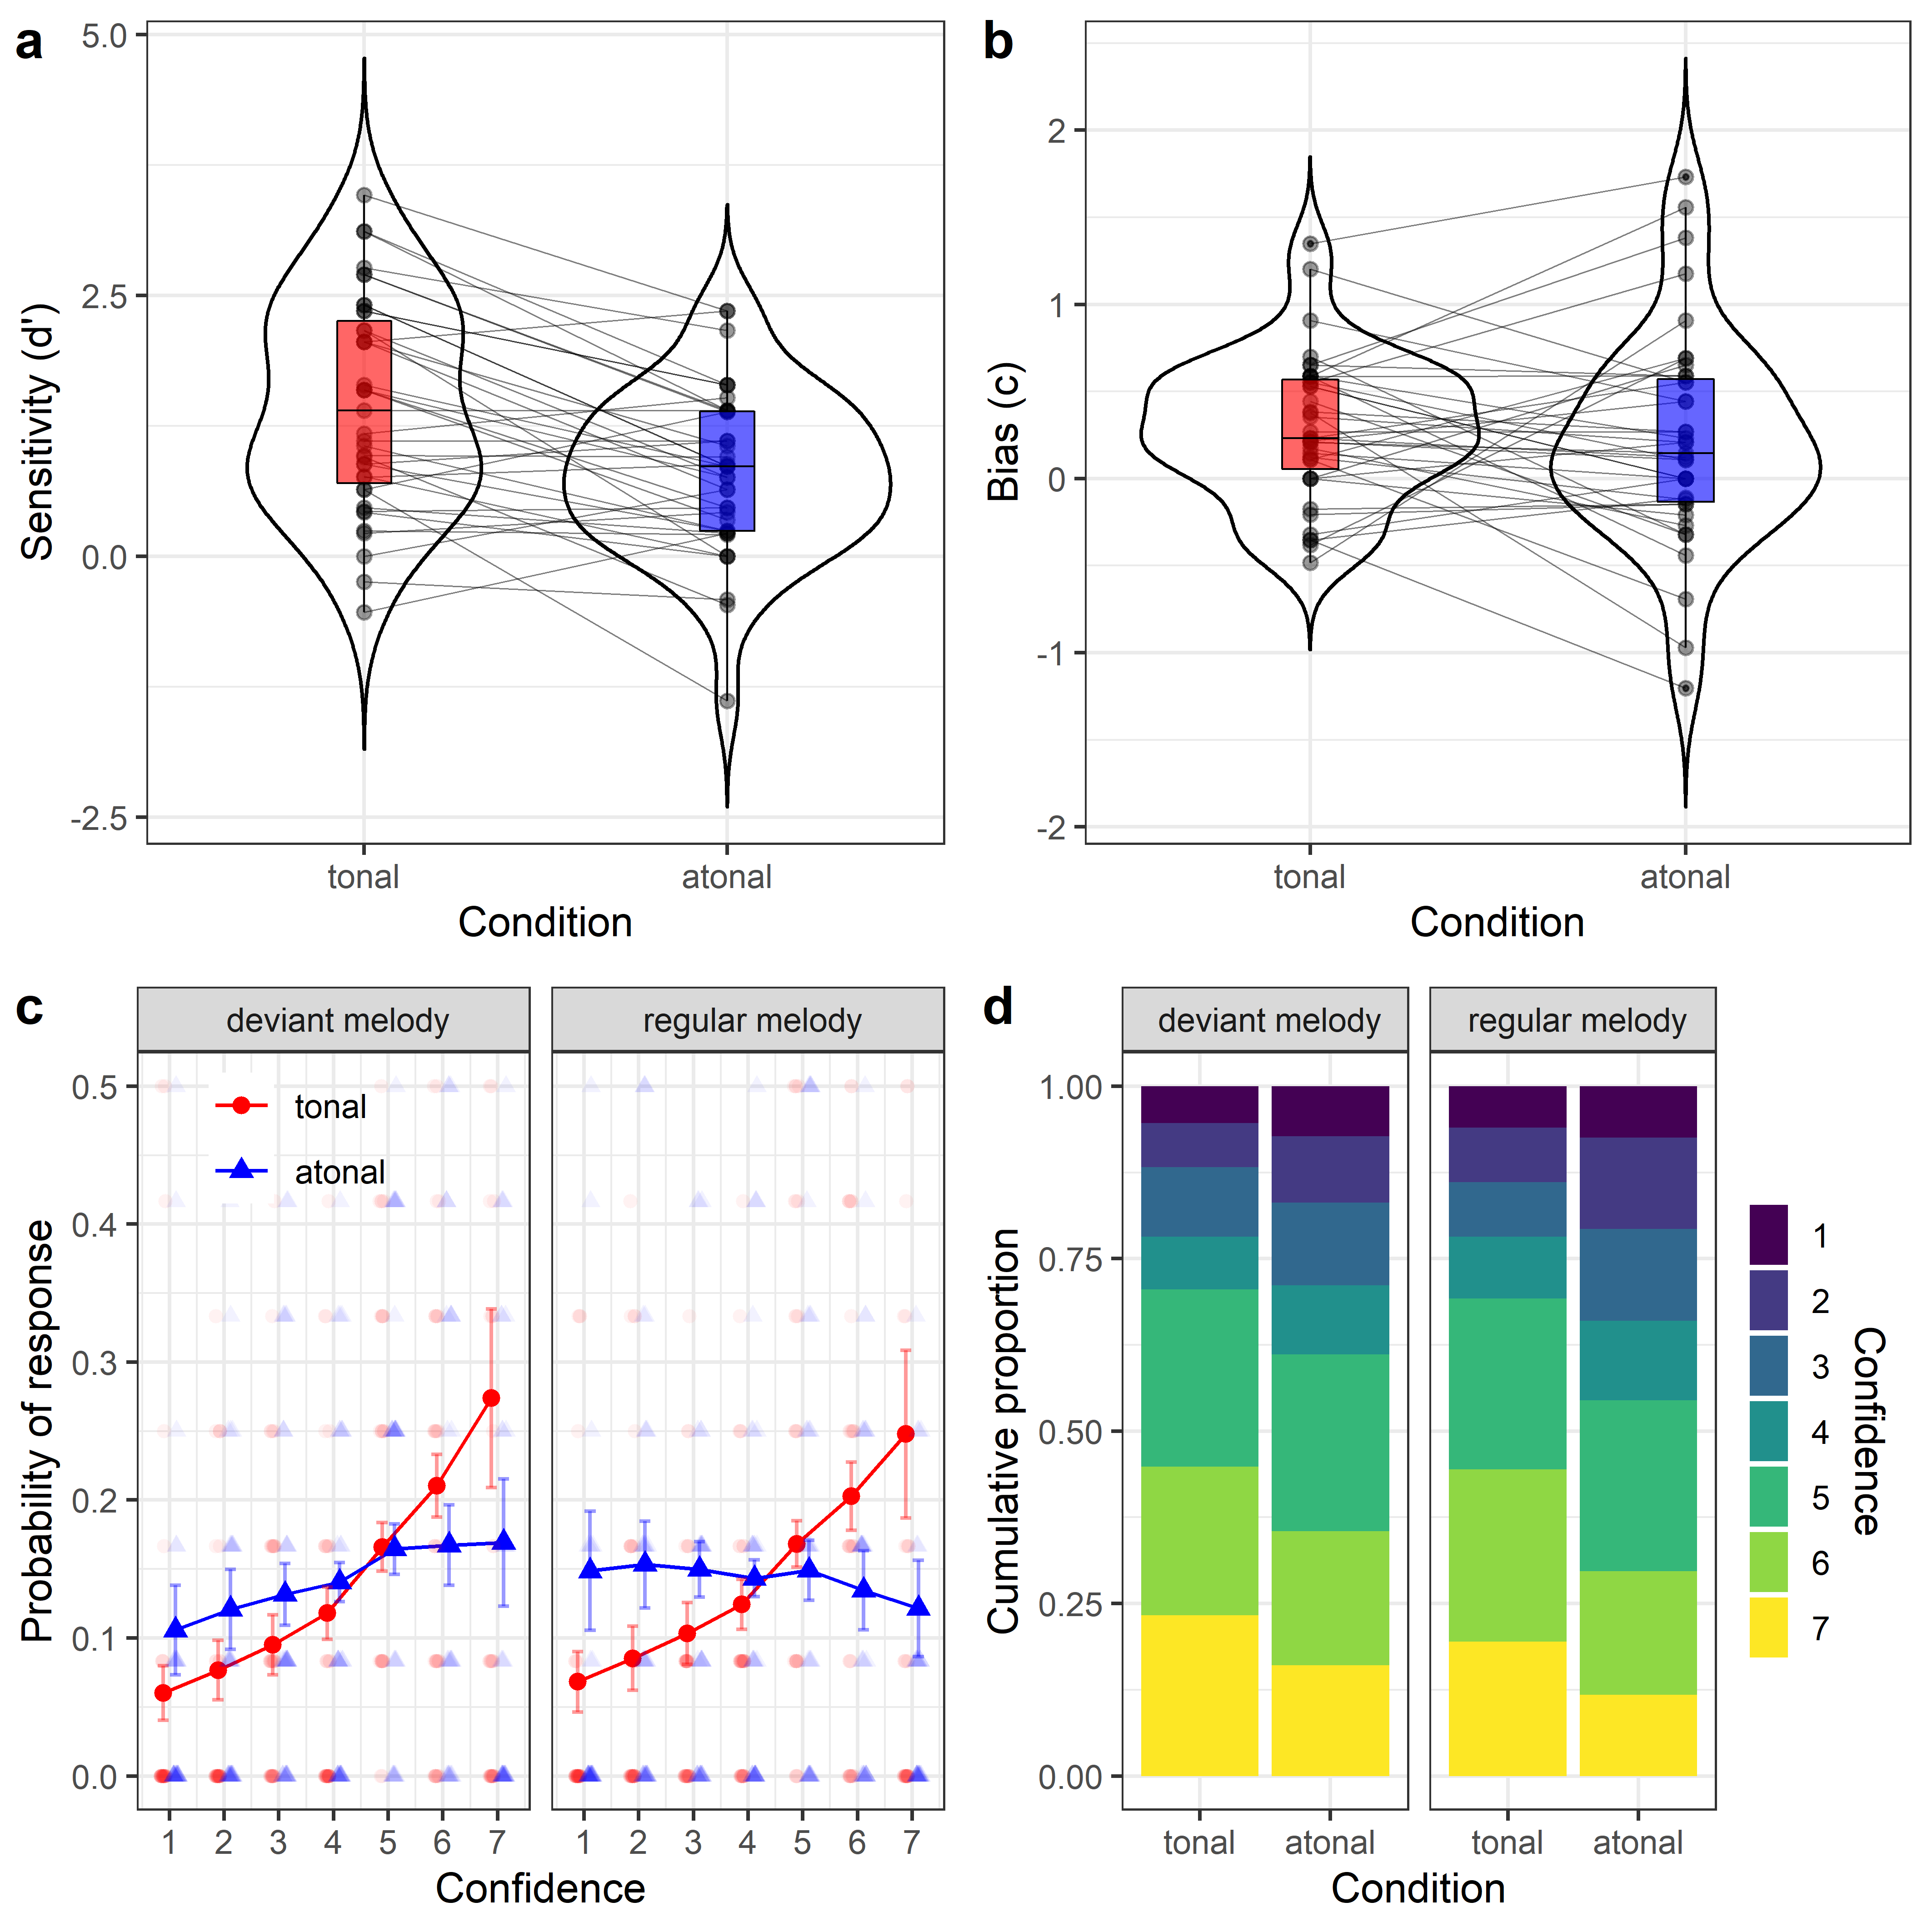 a
5.0
2.5
0.0
-2.5
Sensitivity (d')
tonal
atonal
Condition
b
2
1
0
-1
-2
Bias (c)
tonal
atonal
Condition
c
deviant melody
regular melody
tonal
atonal
0.5
0.4
0.3
0.2
0.1
0.0
Probability of response
1 2 3 4 5 6 7
1 2 3 4 5 6 7
Confidence
d
deviant melody
regular melody
1.00
0.75
0.50
0.25
0.00
Cumulative proportion
tonal atonal
tonal atonal
Condition
1
2
3
4
5
6
7
Confidence